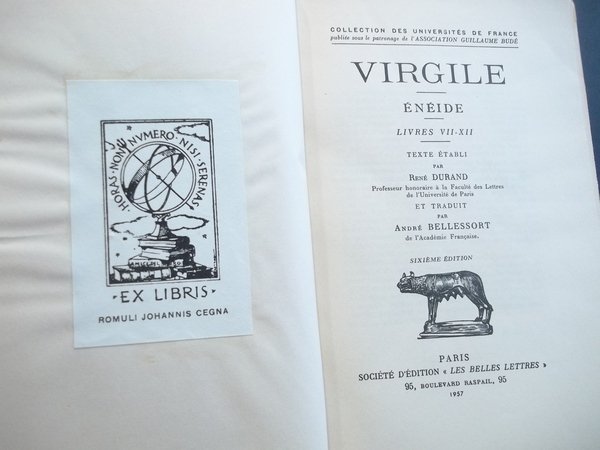 HORAS · NON NVMERO · NISI · SERENAS
AMICI MEI
· EX LIBRIS ·
ROMULI JOHANNIS CEGNA
COLLECTION DES UNIVERSITÉS DE FRANCE
publiée sous le patronage de l'ASSOCIATION GUILLAUME BUDÉ
VIRGILE
ÉNÉIDE
LIVRES VII-XII
TEXTE ÉTABLI
PAR
RENÉ DURAND
Professeur honoraire à la Faculté des Lettres
de l'Université de Paris
ET TRADUIT
PAR
ANDRÉ BELLESSORT
de l'Académie Française.
SIXIÈME ÉDITION
PARIS
SOCIÉTÉ D'ÉDITION « LES BELLES LETTRES »
95, BOULEVARD RASPAIL, 95
1957